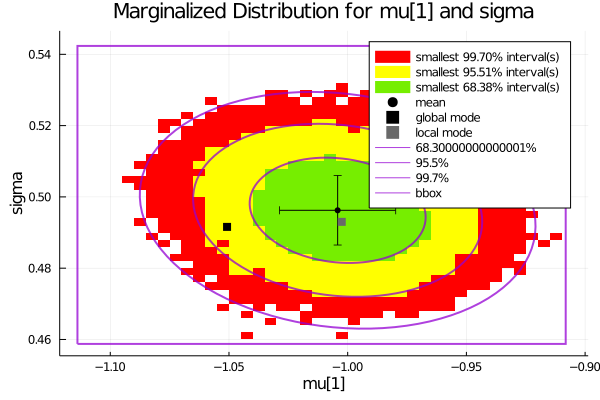 Marginalized Distribution for mu[1] and sigma
smallest 99.70% interval(s)
smallest 95.51% interval(s)
smallest 68.38% interval(s)
mean
global mode
local mode
68.30000000000001%
95.5%
99.7%
bbox
sigma
0.54
0.52
0.50
0.48
0.46
−1.10
−1.05
−1.00
−0.95
−0.90
mu[1]